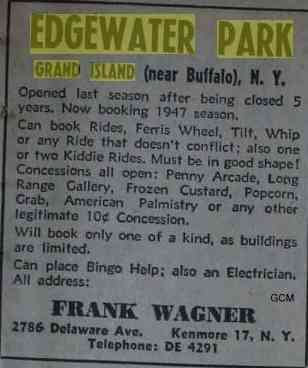 EDGEWATER PARK
GRAND ISLAND (near Buffalo), N. Y.
Opened last season after being closed 5
years. Now booking 1947 season.
Can book Rides, Ferris Wheel, Tilt, Whip
or any Ride that doesn't conflict; also one
or two Kiddie Rides. Must be in good shape!
Concessions all open: Penny Arcade, Long
Range Gallery, Frozen Custard, Popcorn,
Grab, American Palmistry or any other
legitimate 10¢ Concession.
Will book only one of a kind, as buildings
are limited.
Can place Bingo Help; also an Electrician.
All address:
GCM
FRANK WAGNER
2786 Delaware Ave. Kenmore 17, N. Y.
Telephone: DE 4291